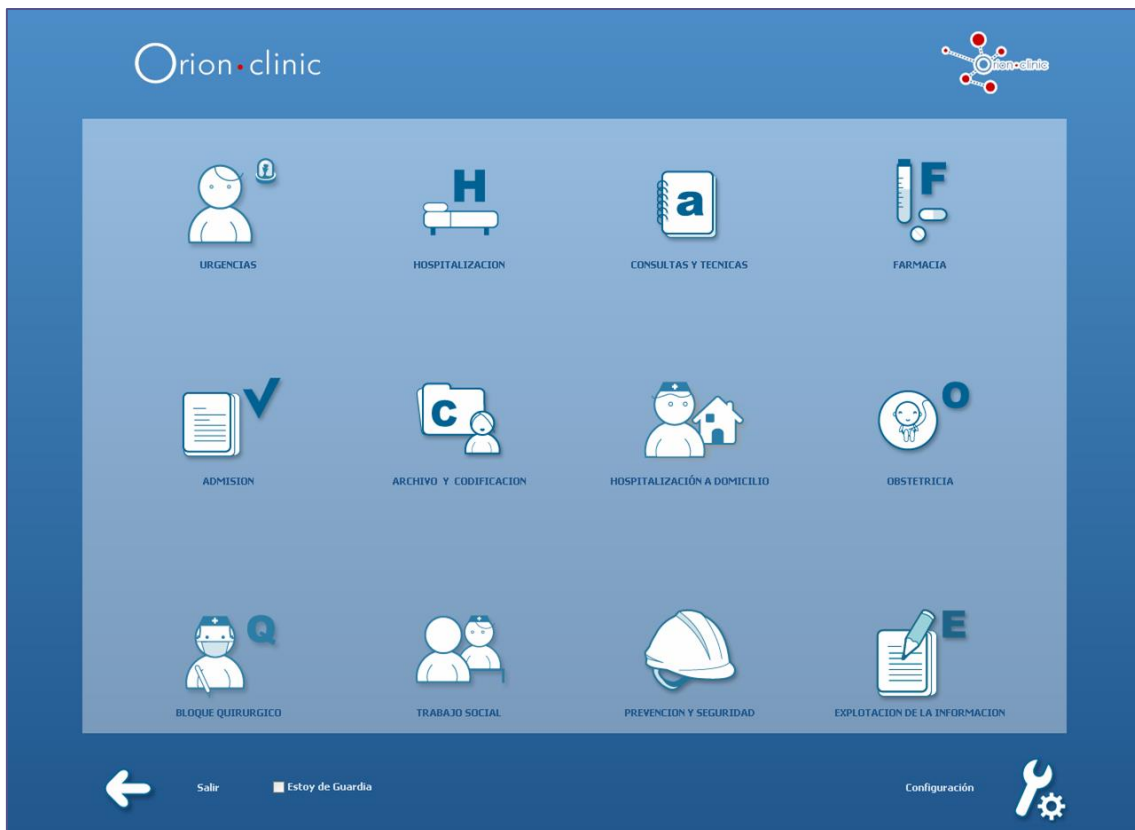 Orion·clinic
Orion·clinic
H
a
F
URGENCIAS
HOSPITALIZACION
CONSULTAS Y TECNICAS
FARMACIA
C
O
ADMISION
ARCHIVO Y CODIFICACION
HOSPITALIZACIÓN A DOMICILIO
OBSTETRICIA
Q
E
BLOQUE QUIRURGICO
TRABAJO SOCIAL
PREVENCION Y SEGURIDAD
EXPLOTACION DE LA INFORMACION
Salir
Estoy de Guardia
Configuración